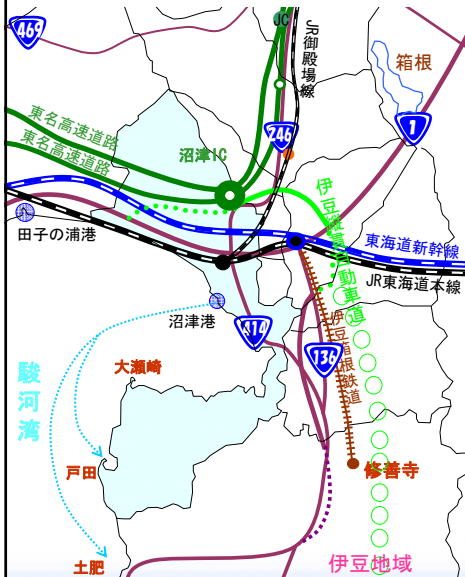 469
JC
JR御殿場線
箱根
1
246
東名高速道路
東名高速道路
沼津IC
伊豆縦貫自動車道
田子の浦港
東海道新幹線
JR東海道本線
沼津港
414
136
伊豆箱根鉄道
大瀬崎
駿河湾
戸田
修善寺
土肥
伊豆地域